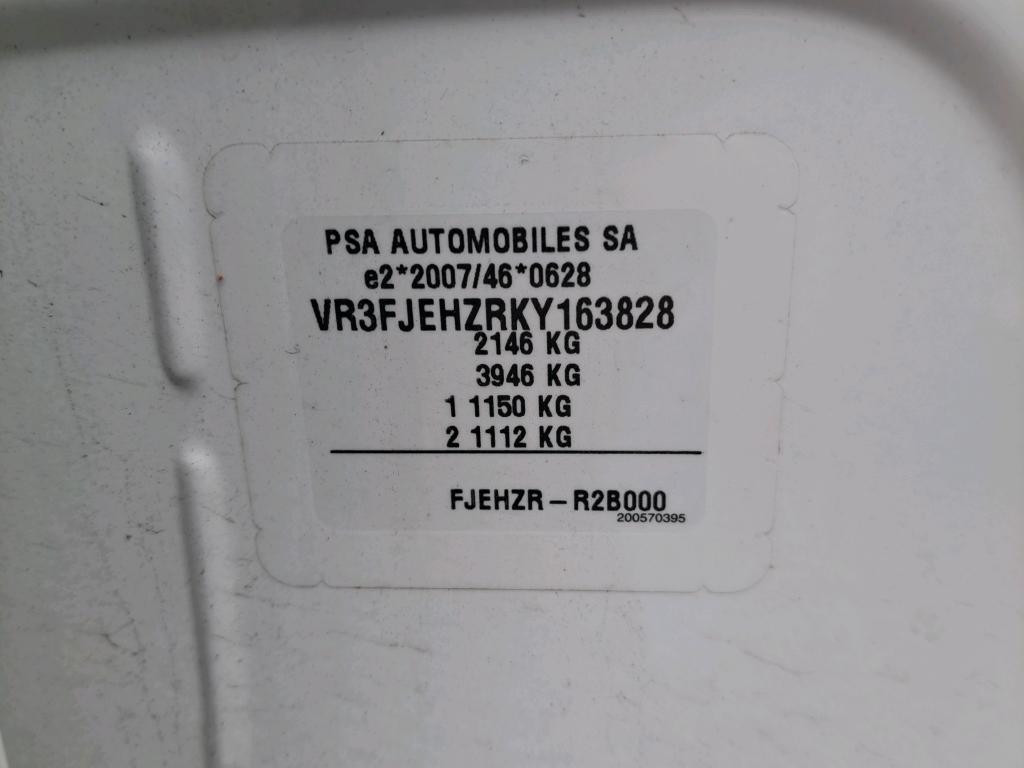 PSA AUTOMOBILES SA
e2*2007/46*0628
VR3FJEHZRKY163828
2146 KG
3946 KG
1 1150 KG
2 1112 KG
FJEHZR – R2B000
200570395